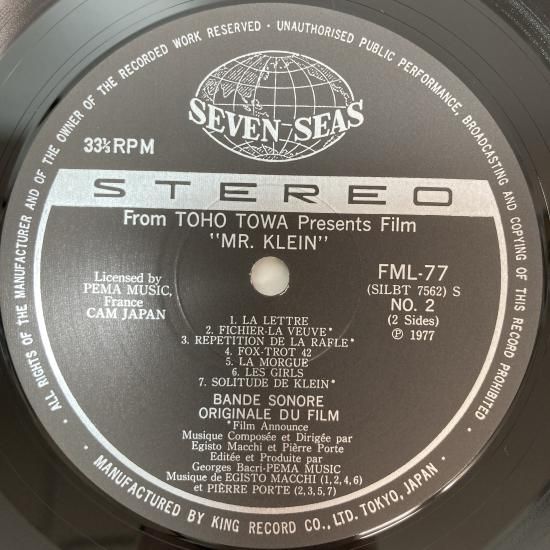 ALL RIGHTS OF THE MANUFACTURER AND OF THE OWNER OF THE RECORDED WORK RESERVED • UNAUTHORISED PUBLIC PERFORMANCE, BROADCASTING AND COPYING OF THIS RECORD PROHIBITED •
SEVEN SEAS
33⅓ RPM
STEREO
From TOHO TOWA Presents Film
"MR. KLEIN"
Licensed by
PEMA MUSIC,
France
CAM JAPAN
FML-77
(SILBT 7562) S
NO. 2
(2 Sides)
℗ 1977
1. LA LETTRE
2. FICHIER-LA VEUVE*
3. REPETITION DE LA RAFLE*
4. FOX-TROT 42
5. LA MORGUE
6. LES GIRLS
7. SOLITUDE DE KLEIN*
BANDE SONORE
ORIGINALE DU FILM
*Film Announce
Musique Composée et Dirigée par
Egisto Macchi et Pièrre Porte
Editée et Produite par
Georges Bacri-PEMA MUSIC
Musique de EGISTO MACCHI (1, 2, 4, 6)
et PIÈRRE PORTE (2, 3, 5, 7)
MANUFACTURED BY KING RECORD CO., LTD. TOKYO, JAPAN •